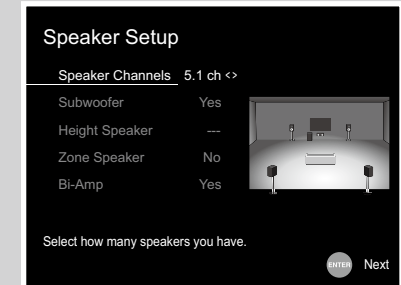 Speaker Setup
Speaker Channels 5.1 ch <>
Subwoofer Yes
Height Speaker ---
Zone Speaker No
Bi-Amp Yes
Select how many speakers you have.
ENTER Next